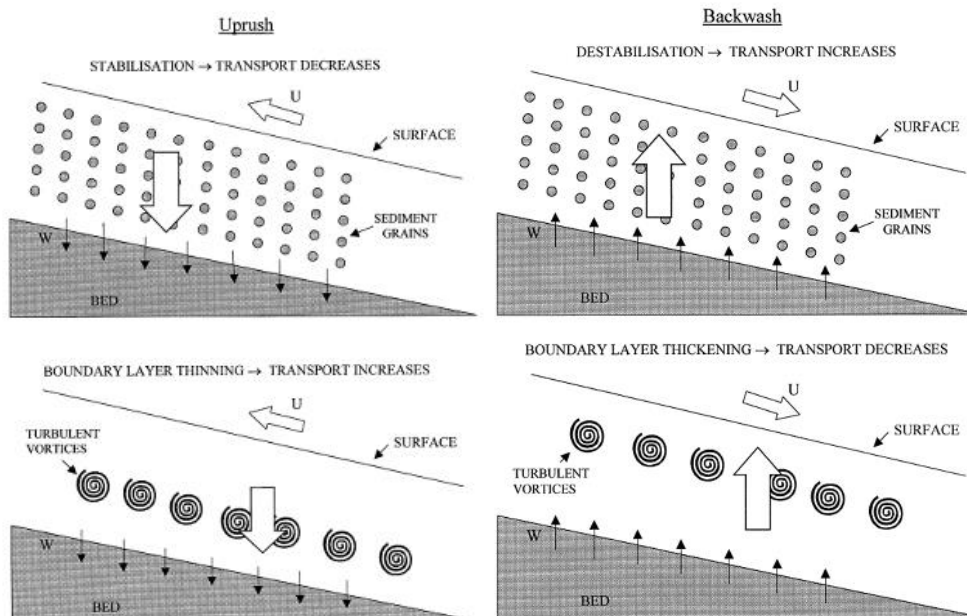 Uprush
STABILISATION → TRANSPORT DECREASES
U
SURFACE
SEDIMENT
GRAINS
W
BED
Backwash
DESTABILISATION → TRANSPORT INCREASES
U
SURFACE
SEDIMENT
GRAINS
W
BED
BOUNDARY LAYER THINNING → TRANSPORT INCREASES
U
SURFACE
TURBULENT
VORTICES
W
BED
BOUNDARY LAYER THICKENING → TRANSPORT DECREASES
U
SURFACE
TURBULENT
VORTICES
W
BED